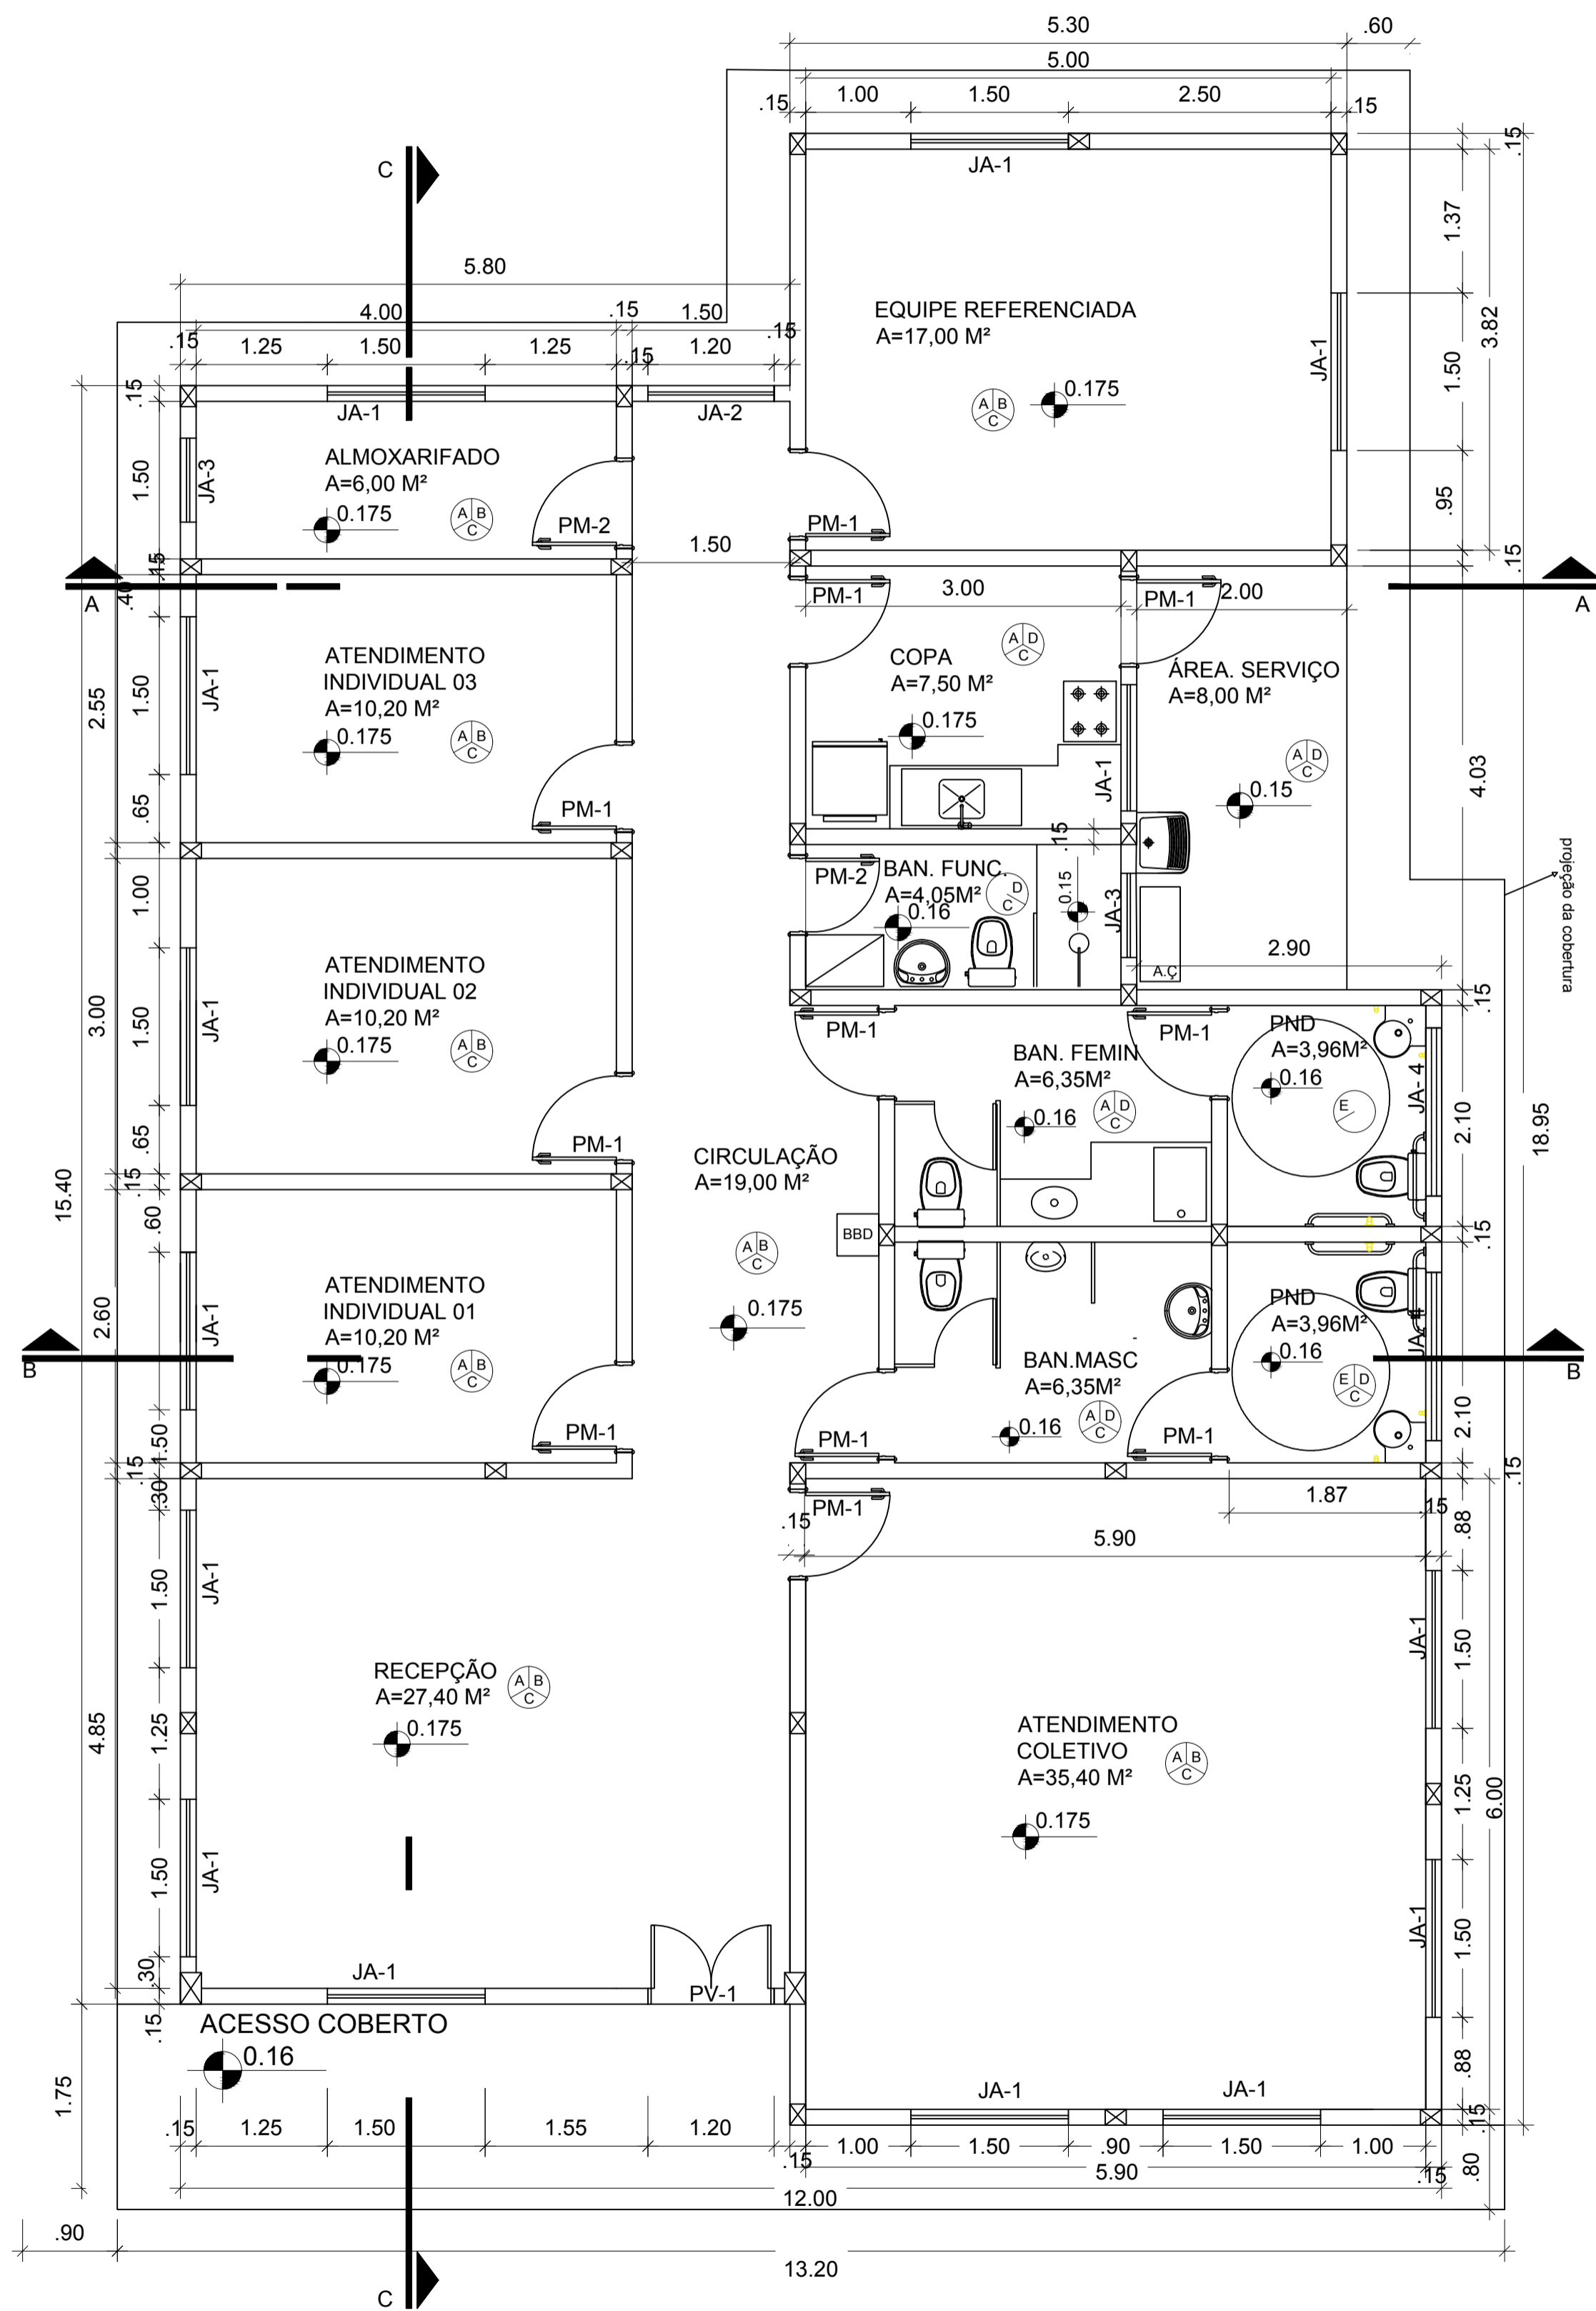 5.30
.60
5.00
.15
1.00
1.50
2.50
.15
.15
C
JA-1
1.37
5.80
4.00
.15
1.50
EQUIPE REFERENCIADA
A=17,00 M²
3.82
.15
1.25
1.50
1.25
.15
1.20
.15
JA-1
1.50
A B
C
0.175
.15
JA-1
JA-2
ALMOXARIFADO
A=6,00 M²
1.50
JA-3
0.175
A B
C
PM-2
PM-1
.95
1.50
.15
.15
A
.40
PM-1
3.00
PM-1
2.00
A
ATENDIMENTO
INDIVIDUAL 03
A=10,20 M²
0.175
A B
C
2.55
1.50
JA-1
COPA
A=7,50 M²
A D
C
0.175
ÁREA. SERVIÇO
A=8,00 M²
A D
C
0.15
4.03
.65
PM-1
JA-1
.15
projeção da cobertura
1.00
PM-2
BAN. FUNC.
A=4,05M²
D
C
0.16
0.15
JA-3
A.Ç
2.90
ATENDIMENTO
INDIVIDUAL 02
A=10,20 M²
0.175
A B
C
3.00
1.50
JA-1
.15
PM-1
PM-1
BAN. FEMIN
A=6,35M²
0.16
A D
C
PND
A=3,96M²
0.16
E
JA- 4
2.10
18.95
.65
PM-1
.15
CIRCULAÇÃO
A=19,00 M²
15.40
.60
BBD
A B
C
0.175
.15
ATENDIMENTO
INDIVIDUAL 01
A=10,20 M²
0.175
A B
C
2.60
JA-1
PND
A=3,96M²
0.16
E D
C
JA
B
B
BAN.MASC
A=6,35M²
0.16
A D
C
2.10
1.50
PM-1
PM-1
PM-1
.15
.15
.30
PM-1
.15
1.87
.15
.88
5.90
1.50
JA-1
JA-1
1.50
RECEPÇÃO
A=27,40 M²
A B
C
0.175
4.85
1.25
ATENDIMENTO
COLETIVO
A=35,40 M²
A B
C
0.175
1.25
6.00
1.50
JA-1
JA-1
1.50
.30
JA-1
PV-1
.15
ACESSO COBERTO
0.16
.88
1.75
JA-1
JA-1
.15
.15
1.25
1.50
1.55
1.20
.15
1.00
1.50
.90
1.50
1.00
5.90
.15
.80
12.00
.90
13.20
C